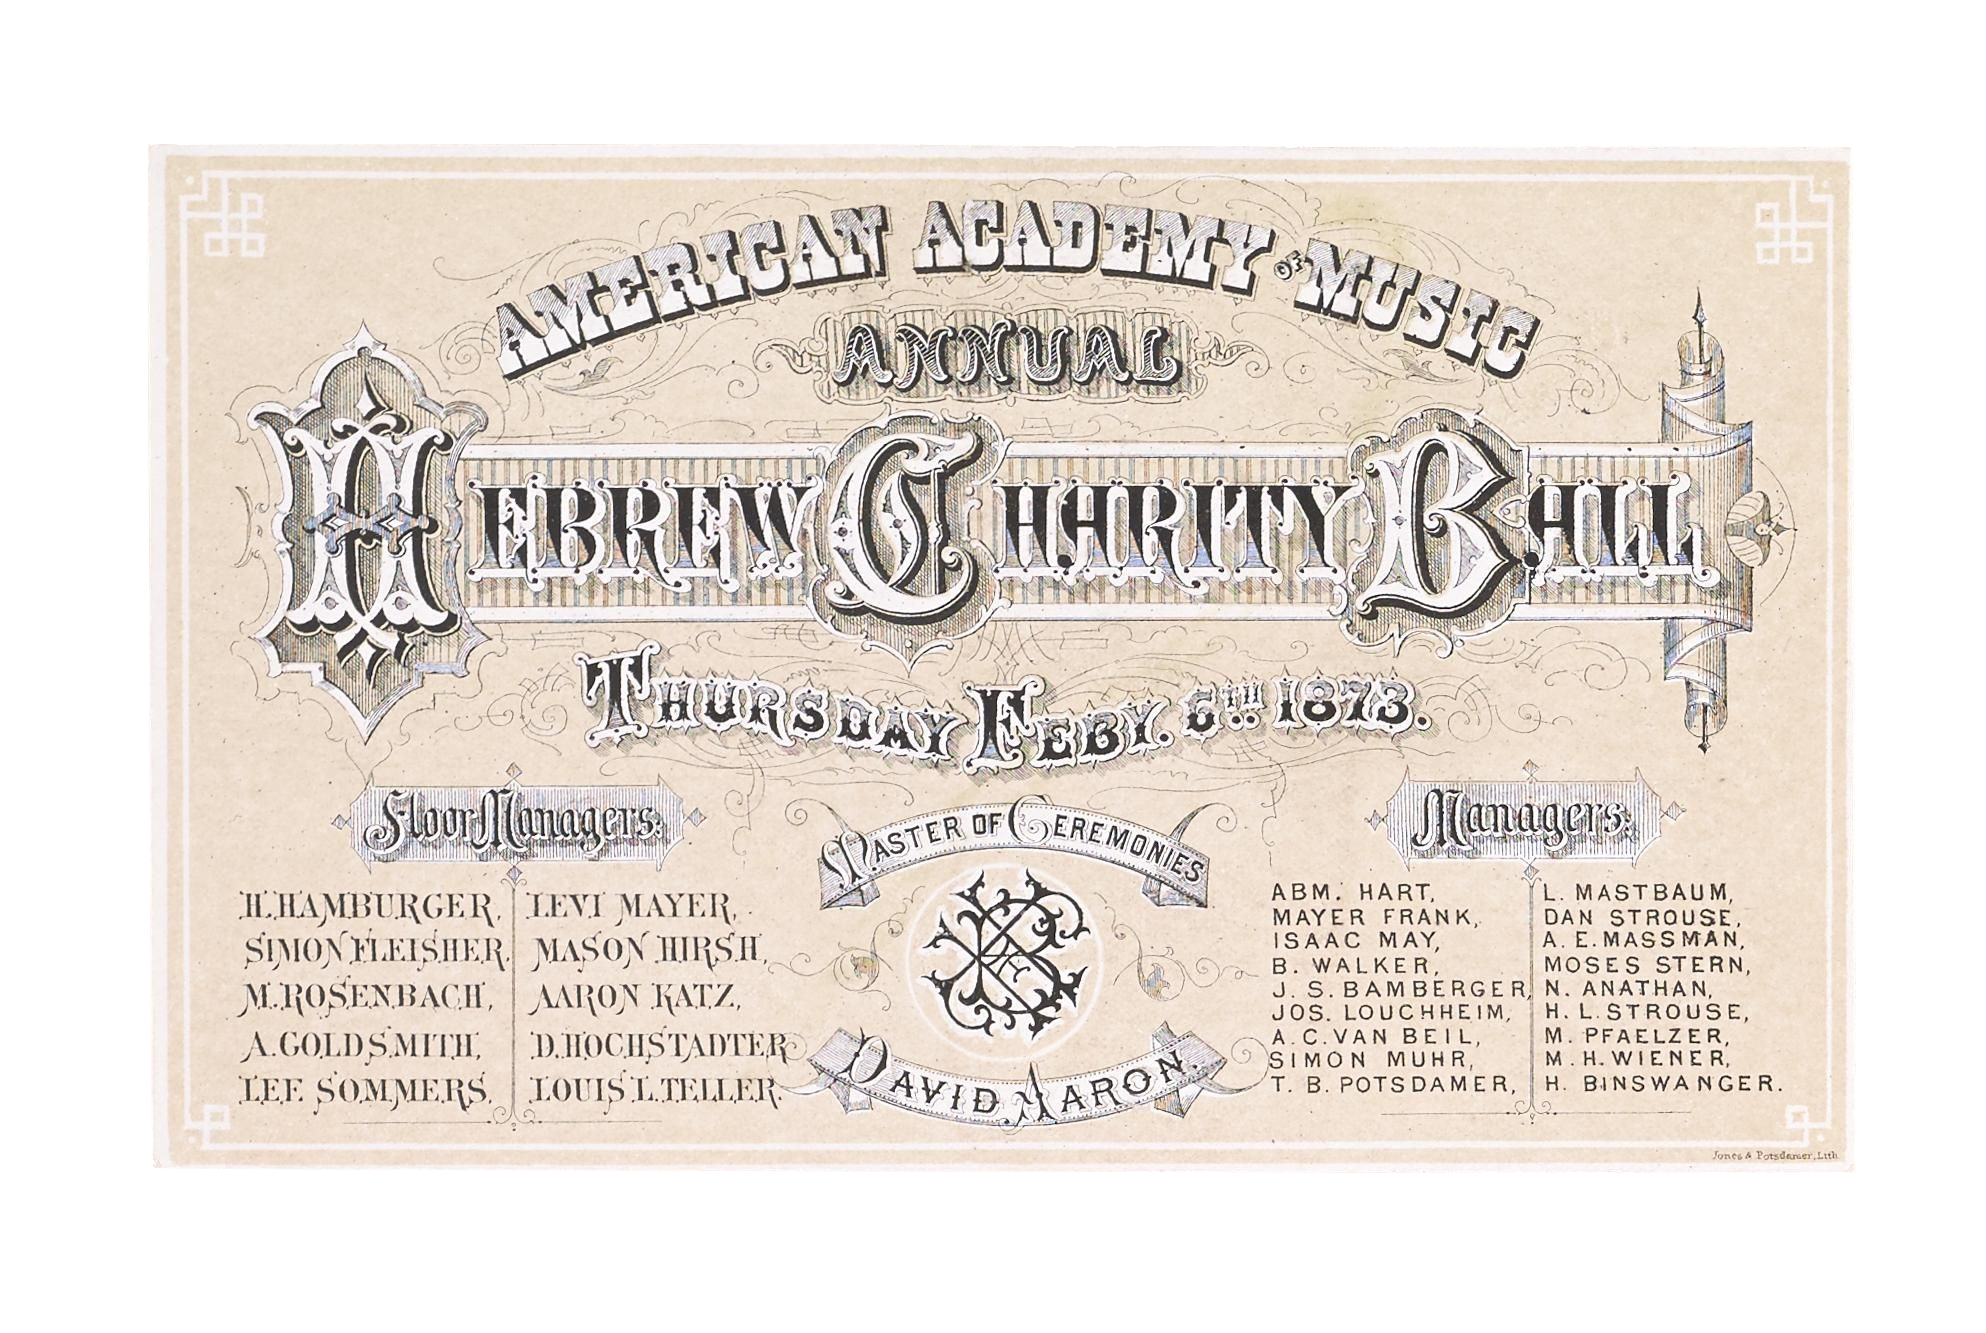 AMERICAN ACADEMY OF MUSIC
ANNUAL
HEBREW CHARITY BALL
THURSDAY FEBY. 6TH 1873.
Floor Managers:
H. HAMBURGER,
SIMON FLEISHER,
M. ROSENBACH,
A. GOLDSMITH,
LEE SOMMERS,
LEVI MAYER,
MASON HIRSH,
AARON KATZ,
D. HOCHSTADTER
LOUIS L. TELLER.
MASTER OF CEREMONIES
DAVID AARON.
Managers:
ABM. HART,
MAYER FRANK,
ISAAC MAY,
B. WALKER,
J. S. BAMBERGER,
JOS. LOUCHHEIM,
A. C. VAN BEIL,
SIMON MUHR,
T. B. POTSDAMER,
L. MASTBAUM,
DAN STROUSE,
A. E. MASSMAN,
MOSES STERN,
N. ANATHAN,
H. L. STROUSE,
M. PFAELZER,
M. H. WIENER,
H. BINSWANGER.
Jones & Potsdamer, Lith